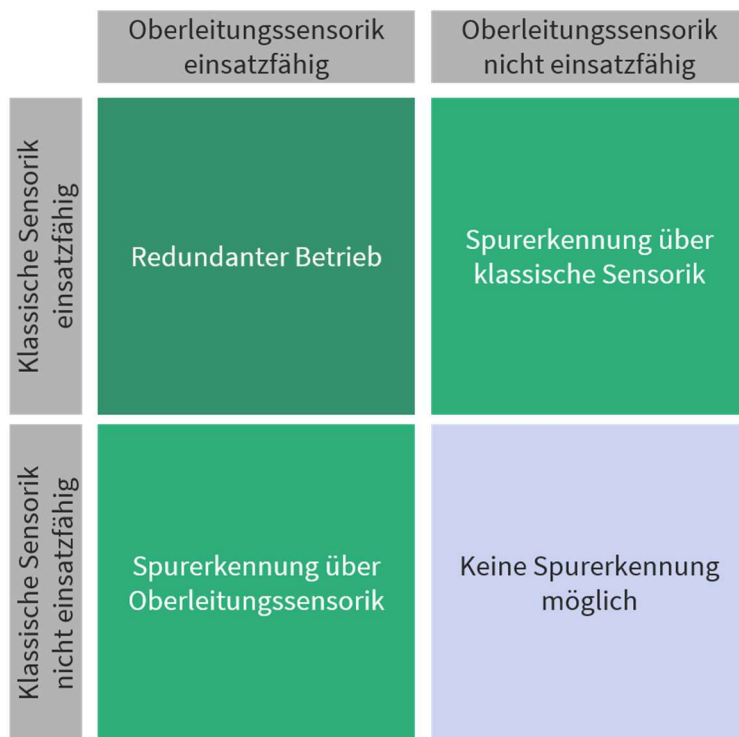 Oberleitungssensorik
einsatzfähig
Oberleitungssensorik
nicht einsatzfähig
Klassische Sensorik
einsatzfähig
Redundanter Betrieb
Spurerkennung über
klassische Sensorik
Klassische Sensorik
nicht einsatzfähig
Spurerkennung über
Oberleitungssensorik
Keine Spurerkennung
möglich